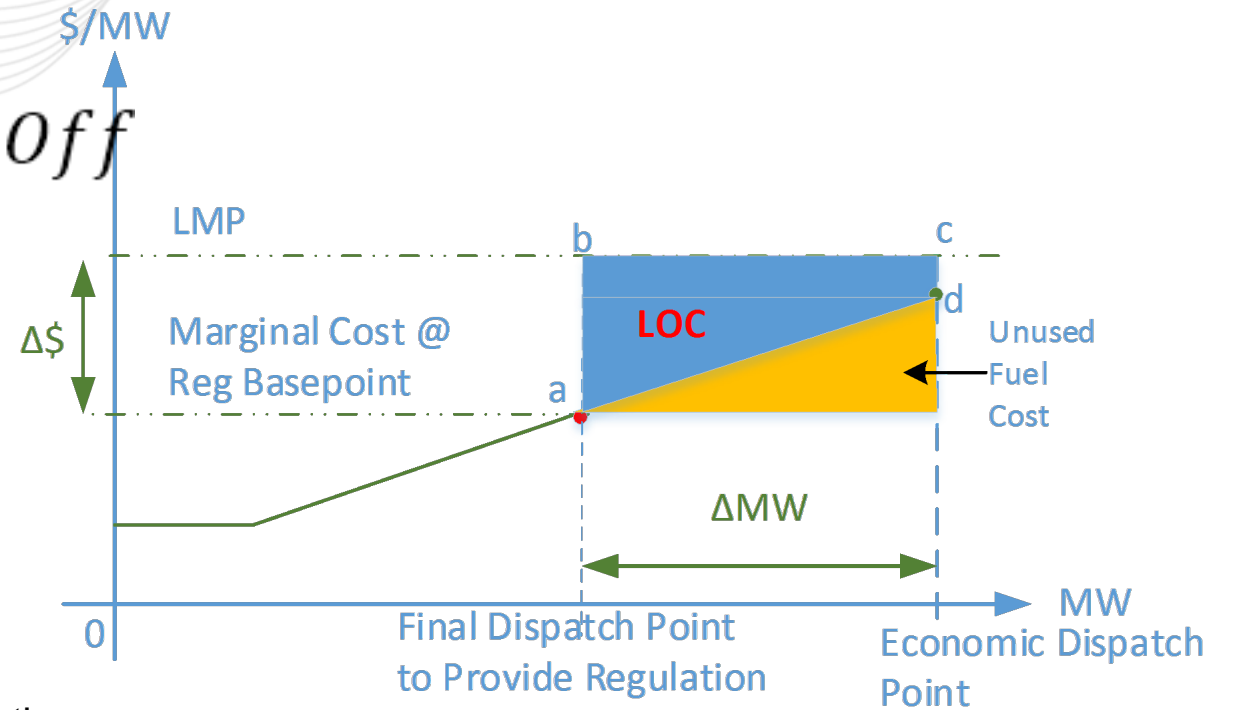 $/MW
Off
LMP
b
c
Δ$
Marginal Cost @
Reg Basepoint
LOC
d
a
Unused
Fuel
Cost
ΔMW
0
Final Dispatch Point
to Provide Regulation
MW
Economic Dispatch
Point